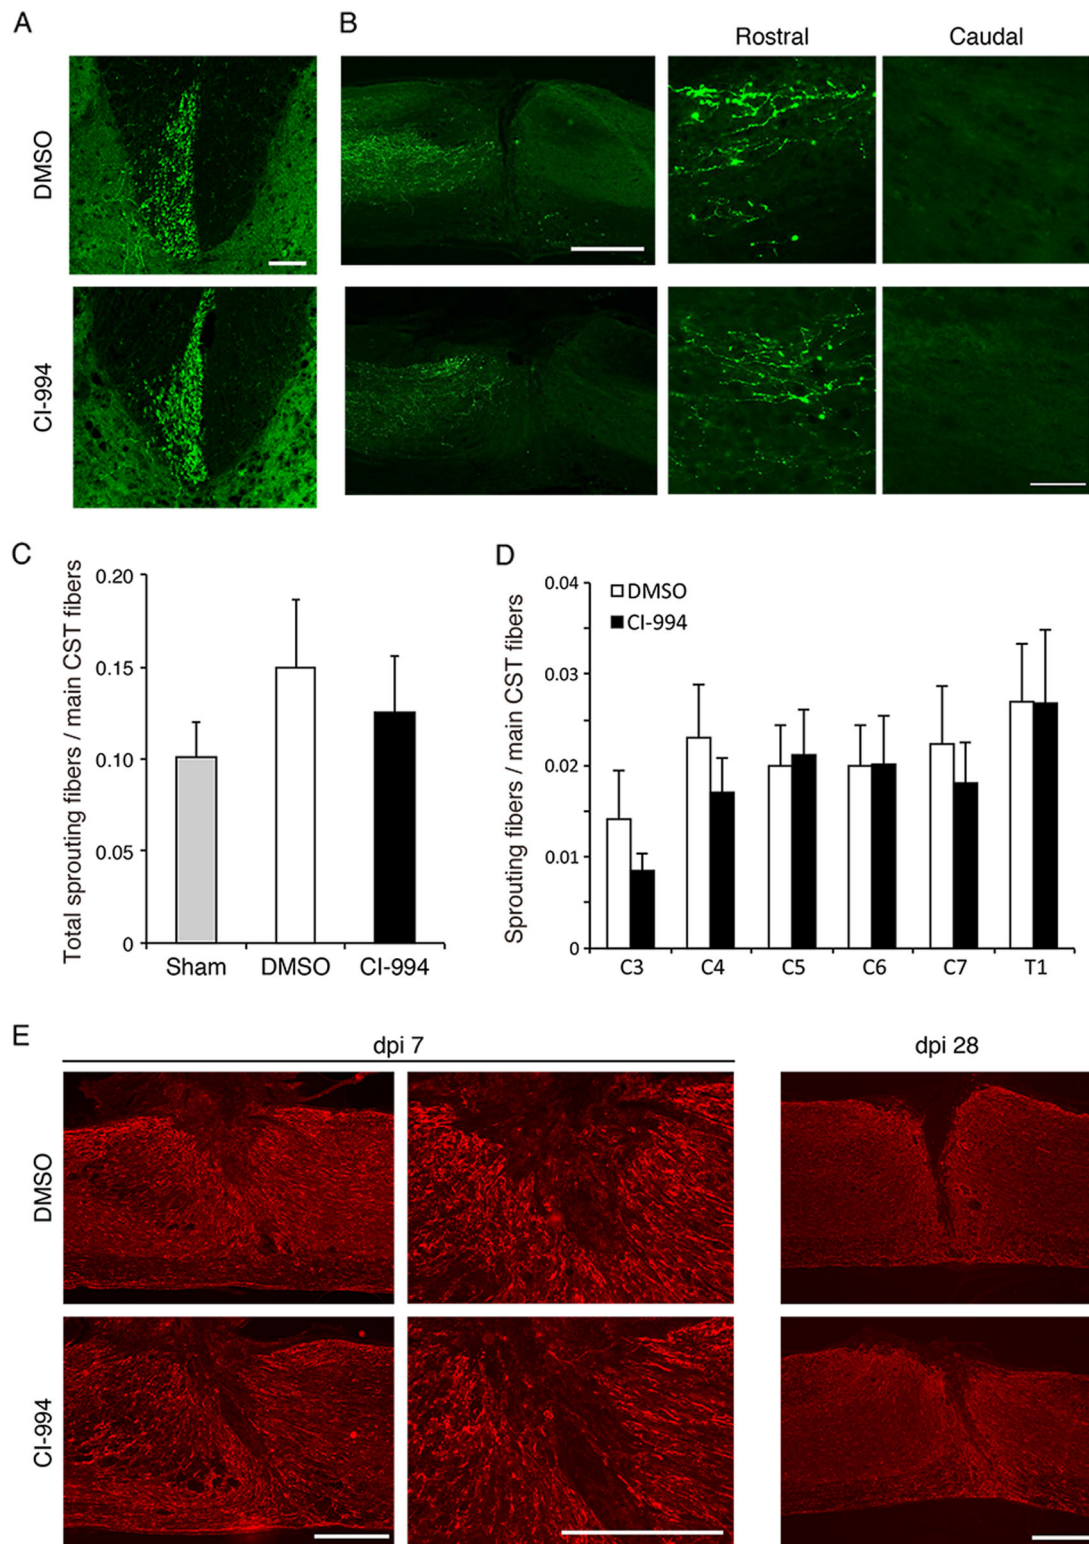 A
B
Rostral
Caudal
DMSO
CI-994
C
Total sprouting fibers / main CST fibers
0.20
0.15
0.10
0.05
0
Sham
DMSO
CI-994
D
Sprouting fibers / main CST fibers
0.04
0.03
0.02
0.01
0
DMSO
CI-994
C3
C4
C5
C6
C7
T1
E
dpi 7
dpi 28
DMSO
CI-994